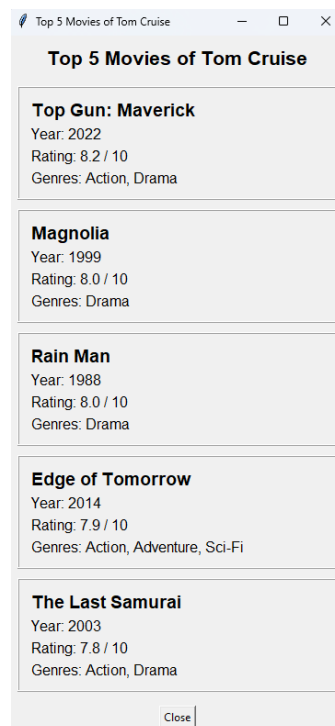 Top 5 Movies of Tom Cruise
Top 5 Movies of Tom Cruise
Top Gun: Maverick
Year: 2022
Rating: 8.2 / 10
Genres: Action, Drama
Magnolia
Year: 1999
Rating: 8.0 / 10
Genres: Drama
Rain Man
Year: 1988
Rating: 8.0 / 10
Genres: Drama
Edge of Tomorrow
Year: 2014
Rating: 7.9 / 10
Genres: Action, Adventure, Sci-Fi
The Last Samurai
Year: 2003
Rating: 7.8 / 10
Genres: Action, Drama
Close